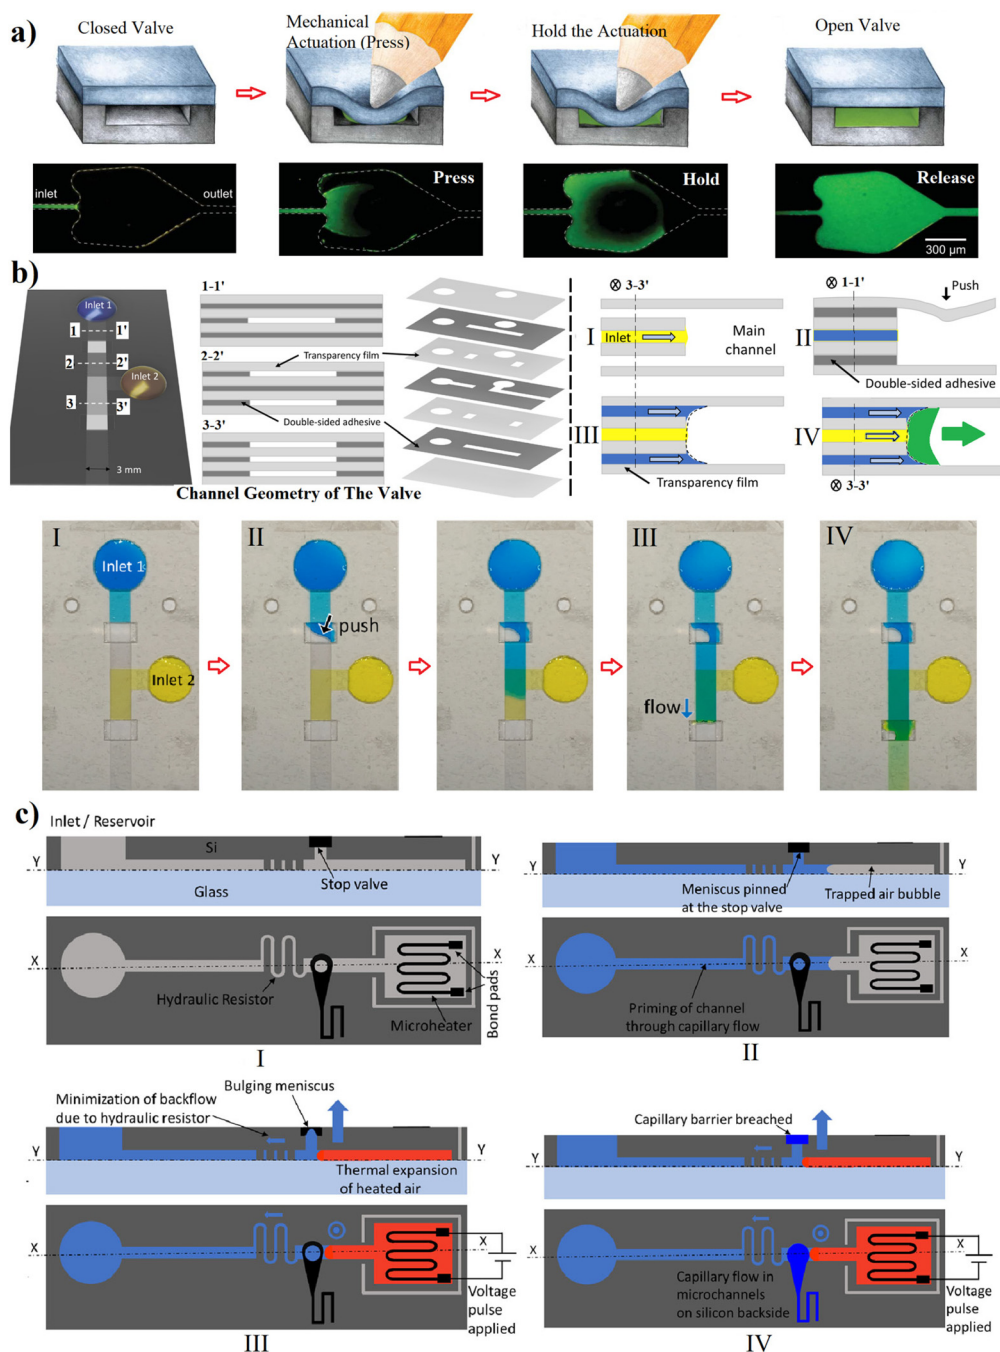 a)
Closed Valve
Mechanical
Actuation (Press)
Hold the Actuation
Open Valve
inlet
outlet
Press
Hold
Release
300 µm
b)
Inlet 1
1
1'
2
2'
Inlet 2
3
3'
3 mm
1-1'
2-2'
3-3'
Transparency film
Double-sided adhesive
Channel Geometry of The Valve
⊗ 3-3'
I
Inlet
Main
channel
⊗ 1-1'
Push
II
Double-sided adhesive
III
Transparency film
IV
⊗ 3-3'
I
Inlet 1
Inlet 2
II
push
III
flow
IV
c)
Inlet / Reservoir
Si
Y
Y
Glass
Stop valve
X
X
Hydraulic Resistor
Microheater
Bond pads
I
Y
Y
Meniscus pinned
at the stop valve
Trapped air bubble
X
X
Priming of channel
through capillary flow
II
Minimization of backflow
due to hydraulic resistor
Bulging meniscus
Y
Y
Thermal expansion
of heated air
X
X
Voltage
pulse
applied
III
Capillary barrier breached
Y
Y
X
X
Capillary flow in
microchannels
on silicon backside
Voltage
pulse
applied
IV